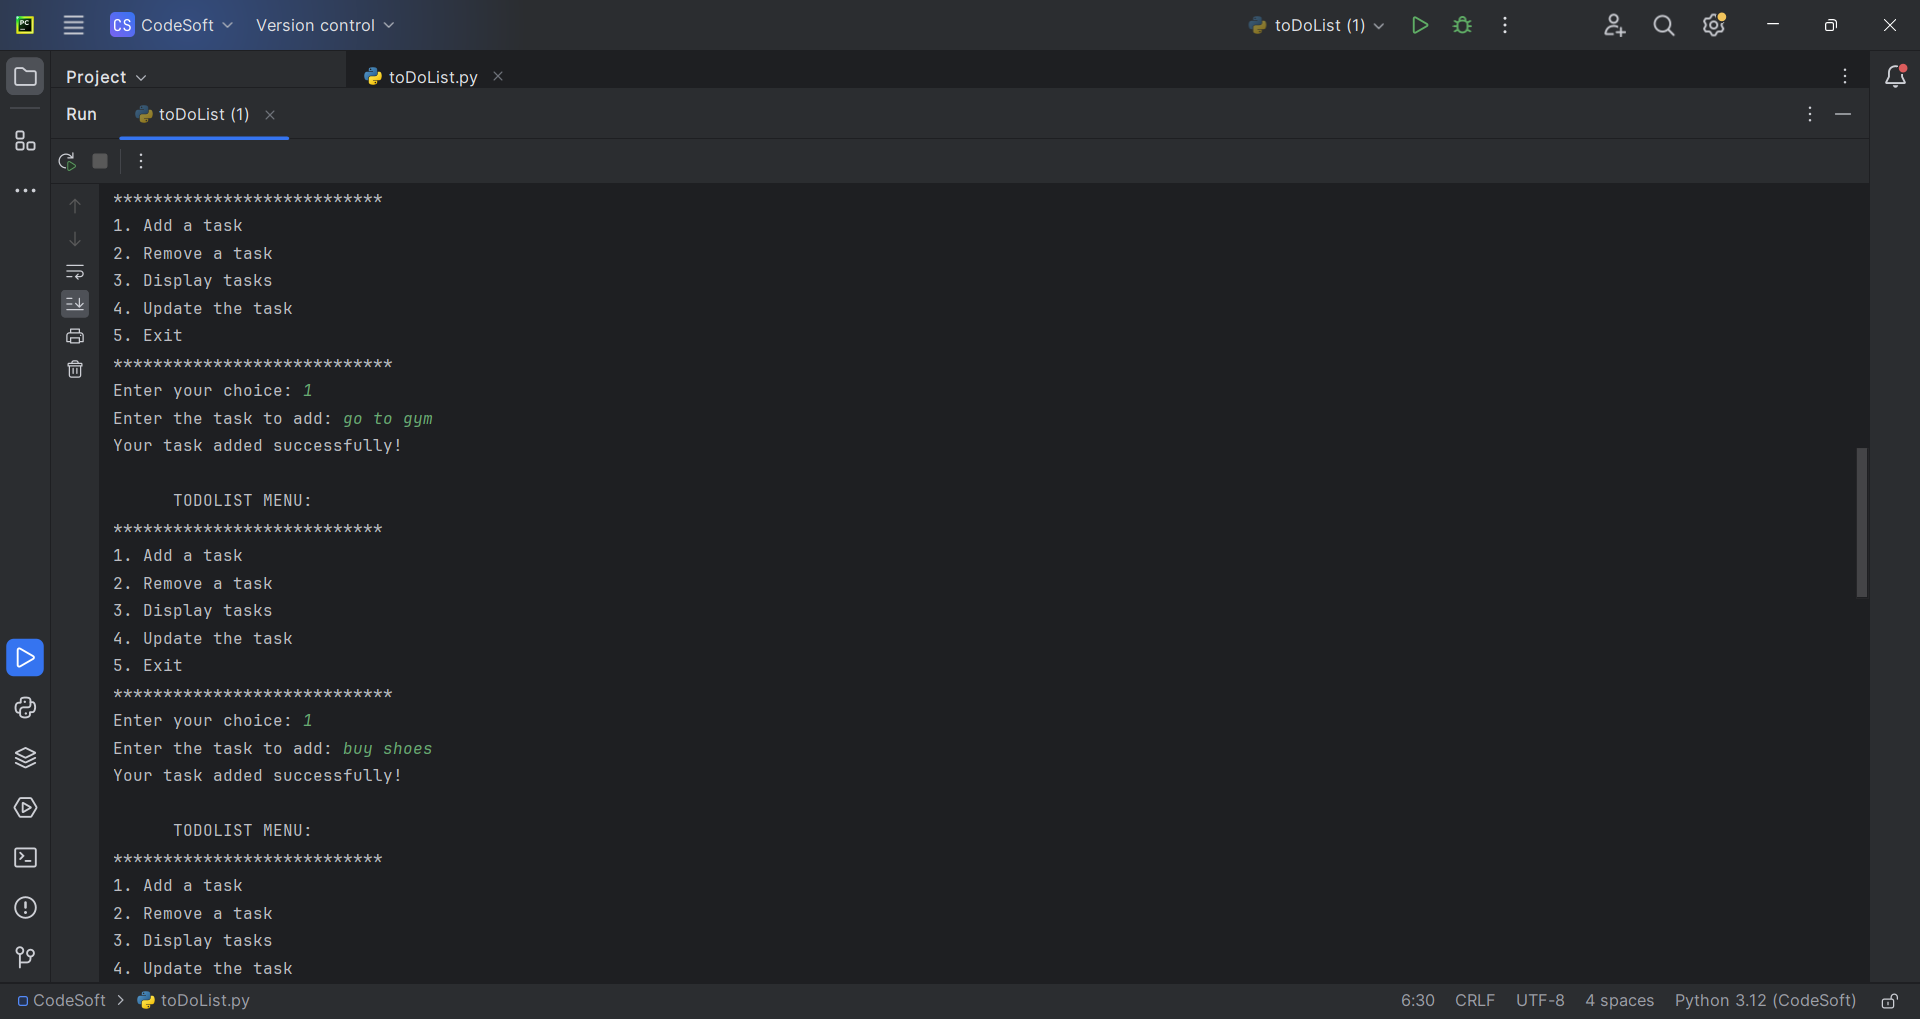 PC
CS CodeSoft Version control toDoList (1)
Project toDoList.py
Run toDoList (1)
***************************
1. Add a task
2. Remove a task
3. Display tasks
4. Update the task
5. Exit
****************************
Enter your choice: 1
Enter the task to add: go to gym
Your task added successfully!
TODOLIST MENU:
***************************
1. Add a task
2. Remove a task
3. Display tasks
4. Update the task
5. Exit
****************************
Enter your choice: 1
Enter the task to add: buy shoes
Your task added successfully!
TODOLIST MENU:
***************************
1. Add a task
2. Remove a task
3. Display tasks
4. Update the task
CodeSoft > toDoList.py 6:30 CRLF UTF-8 4 spaces Python 3.12 (CodeSoft)